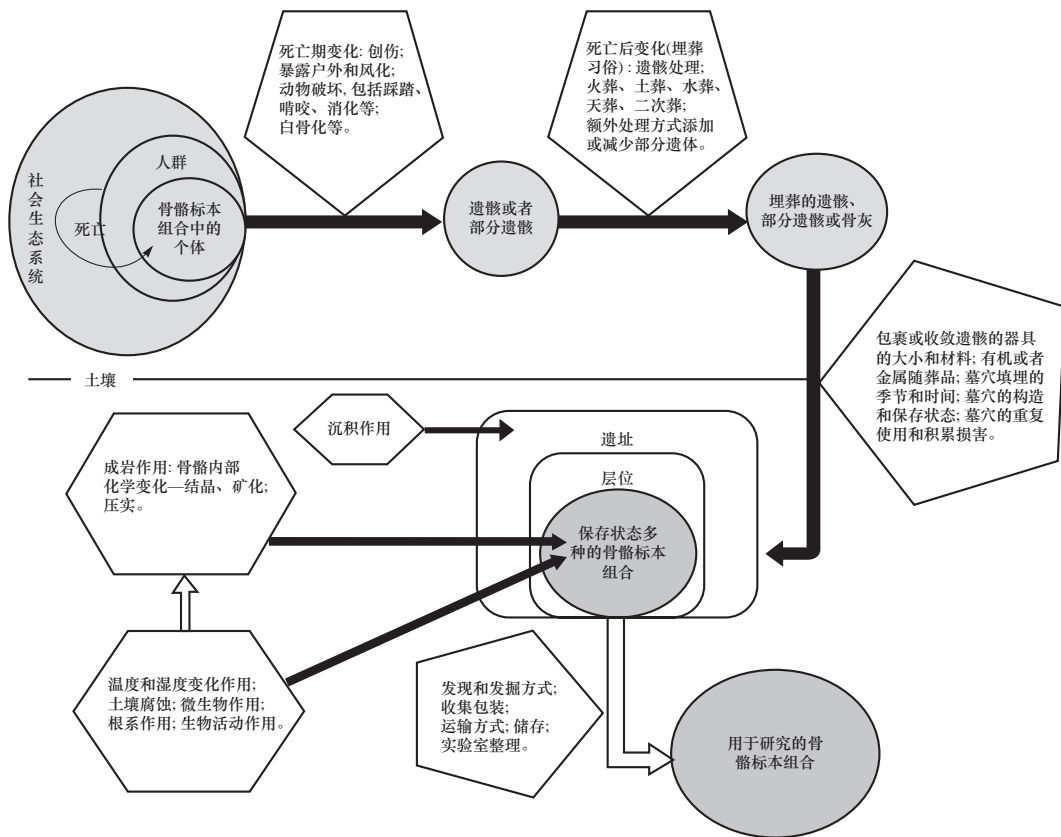 死亡期变化: 创伤;
暴露户外和风化;
动物破坏, 包括踩踏、
啃咬、消化等;
白骨化等。
死亡后变化(埋葬
习俗) : 遗骸处理;
火葬、土葬、水葬、
天葬、二次葬;
额外处理方式添加
或减少部分遗体。
社会生态系统
人群
死亡
骨骼标本
组合中的
个体
遗骸或者
部分遗骸
埋葬的遗骸、
部分遗骸或骨灰
包裹或收敛遗骸的器具
的大小和材料; 有机或者
金属随葬品; 墓穴填埋的
季节和时间; 墓穴的构造
和保存状态; 墓穴的重复
使用和积累损害。
土壤
沉积作用
遗址
层位
保存状态多
种的骨骼标本
组合
成岩作用: 骨骼内部
化学变化—结晶、矿化;
压实。
温度和湿度变化作用;
土壤腐蚀; 微生物作用;
根系作用; 生物活动作用。
发现和发掘方式;
收集包装;
运输方式; 储存;
实验室整理。
用于研究的骨
骼标本组合